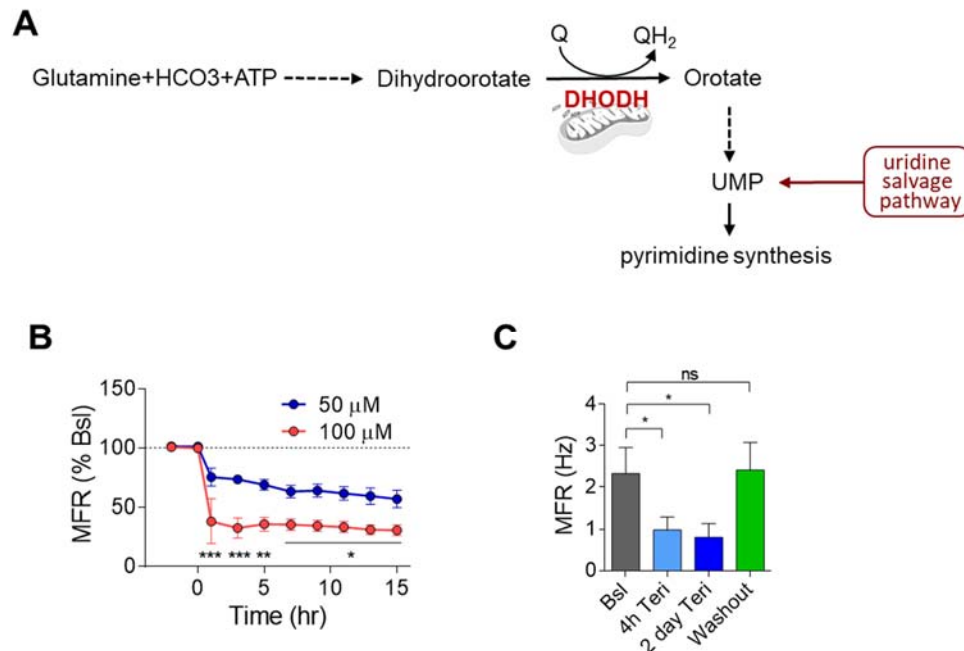 A
Q QH2
Glutamine+HCO3+ATP Dihydroorotate Orotate
DHODH
UMP
uridine
salvage
pathway
pyrimidine synthesis
B
MFR (% Bsl)
150
100
50
0
50 μM
100 μM
*** *** ** *
0 5 10 15
Time (hr)
C
MFR (Hz)
4
3
2
1
0
ns
*
*
Bsl
4h Teri
2 day Teri
Washout